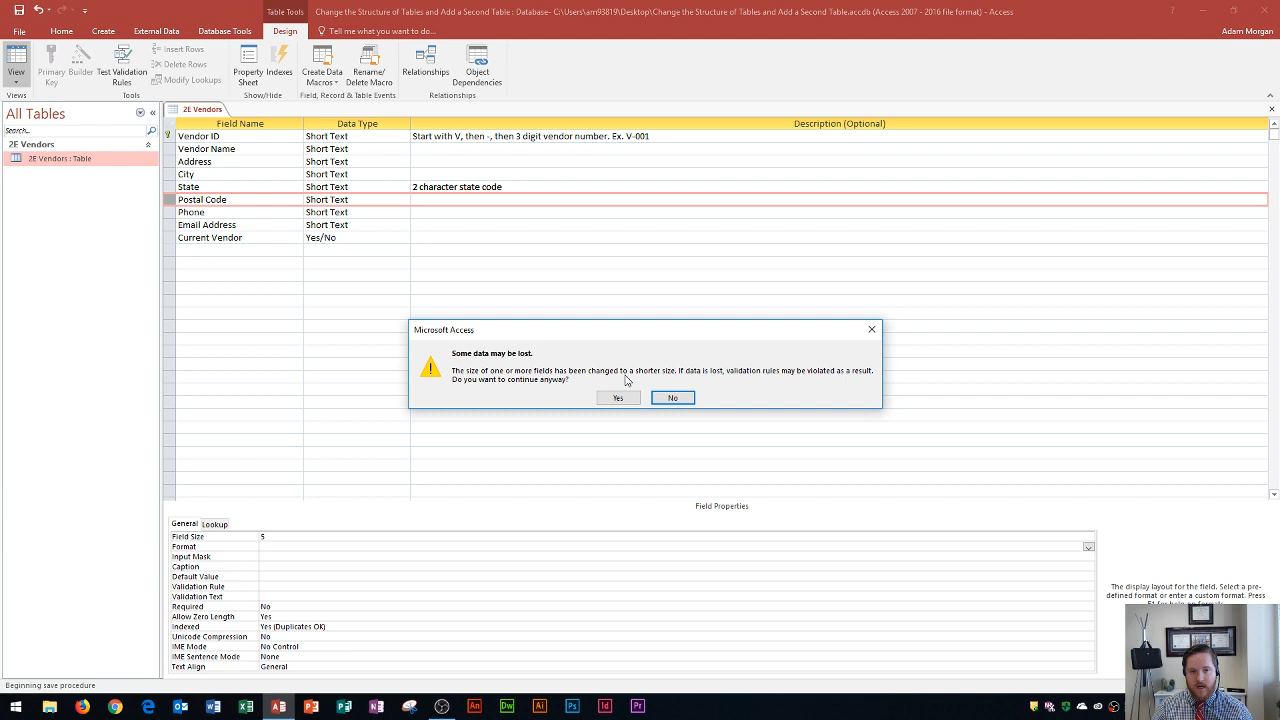 Table Tools
Change the Structure of Tables and Add a Second Table : Database- C:\sam93819\Desktop\Change the Structure of Tables and Add a Second Table.accdb (Access 2007 - 2016 file format) – Access
File Home Create External Data Database Tools Design Tell me what you want to do...
Adam Morgan
View
Primary Key
Builder
Test Validation Rules
Insert Rows
Delete Rows
Modify Lookups
Property Sheet
Indexes
Create Data Macros
Rename/ Delete Macro
Relationships
Object Dependencies
Views Tools Show/Hide Field, Record & Table Events Relationships
All Tables
Search...
2E Vendors
2E Vendors : Table
2E Vendors
Field Name Data Type Description (Optional)
Vendor ID Short Text Start with V, then -, then 3 digit vendor number. Ex. V-001
Vendor Name Short Text
Address Short Text
City Short Text
State Short Text 2 character state code
Postal Code Short Text
Phone Short Text
Email Address Short Text
Current Vendor Yes/No
Microsoft Access
Some data may be lost.
The size of one or more fields has been changed to a shorter size. If data is lost, validation rules may be violated as a result.
Do you want to continue anyway?
Yes No
Field Properties
General Lookup
Field Size 5
Format
Input Mask
Caption
Default Value
Validation Rule
Validation Text
Required No
Allow Zero Length Yes
Indexed Yes (Duplicates OK)
Unicode Compression No
IME Mode No Control
IME Sentence Mode None
Text Align General
The display layout for the field. Select a pre-
defined format or enter a custom format. Press
Beginning save procedure